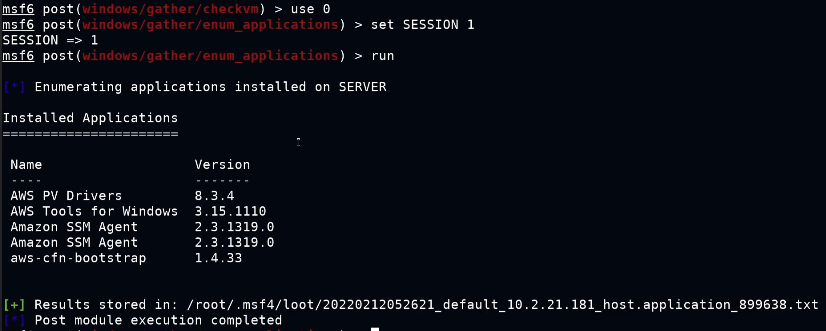 msf6 post(windows/gather/checkvm) > use 0
msf6 post(windows/gather/enum_applications) > set SESSION 1
SESSION => 1
msf6 post(windows/gather/enum_applications) > run
[*] Enumerating applications installed on SERVER
Installed Applications
======================
Name Version
---- -------
AWS PV Drivers 8.3.4
AWS Tools for Windows 3.15.1110
Amazon SSM Agent 2.3.1319.0
Amazon SSM Agent 2.3.1319.0
aws-cfn-bootstrap 1.4.33
[+] Results stored in: /root/.msf4/loot/20220212052621_default_10.2.21.181_host.application_899638.txt
[*] Post module execution completed